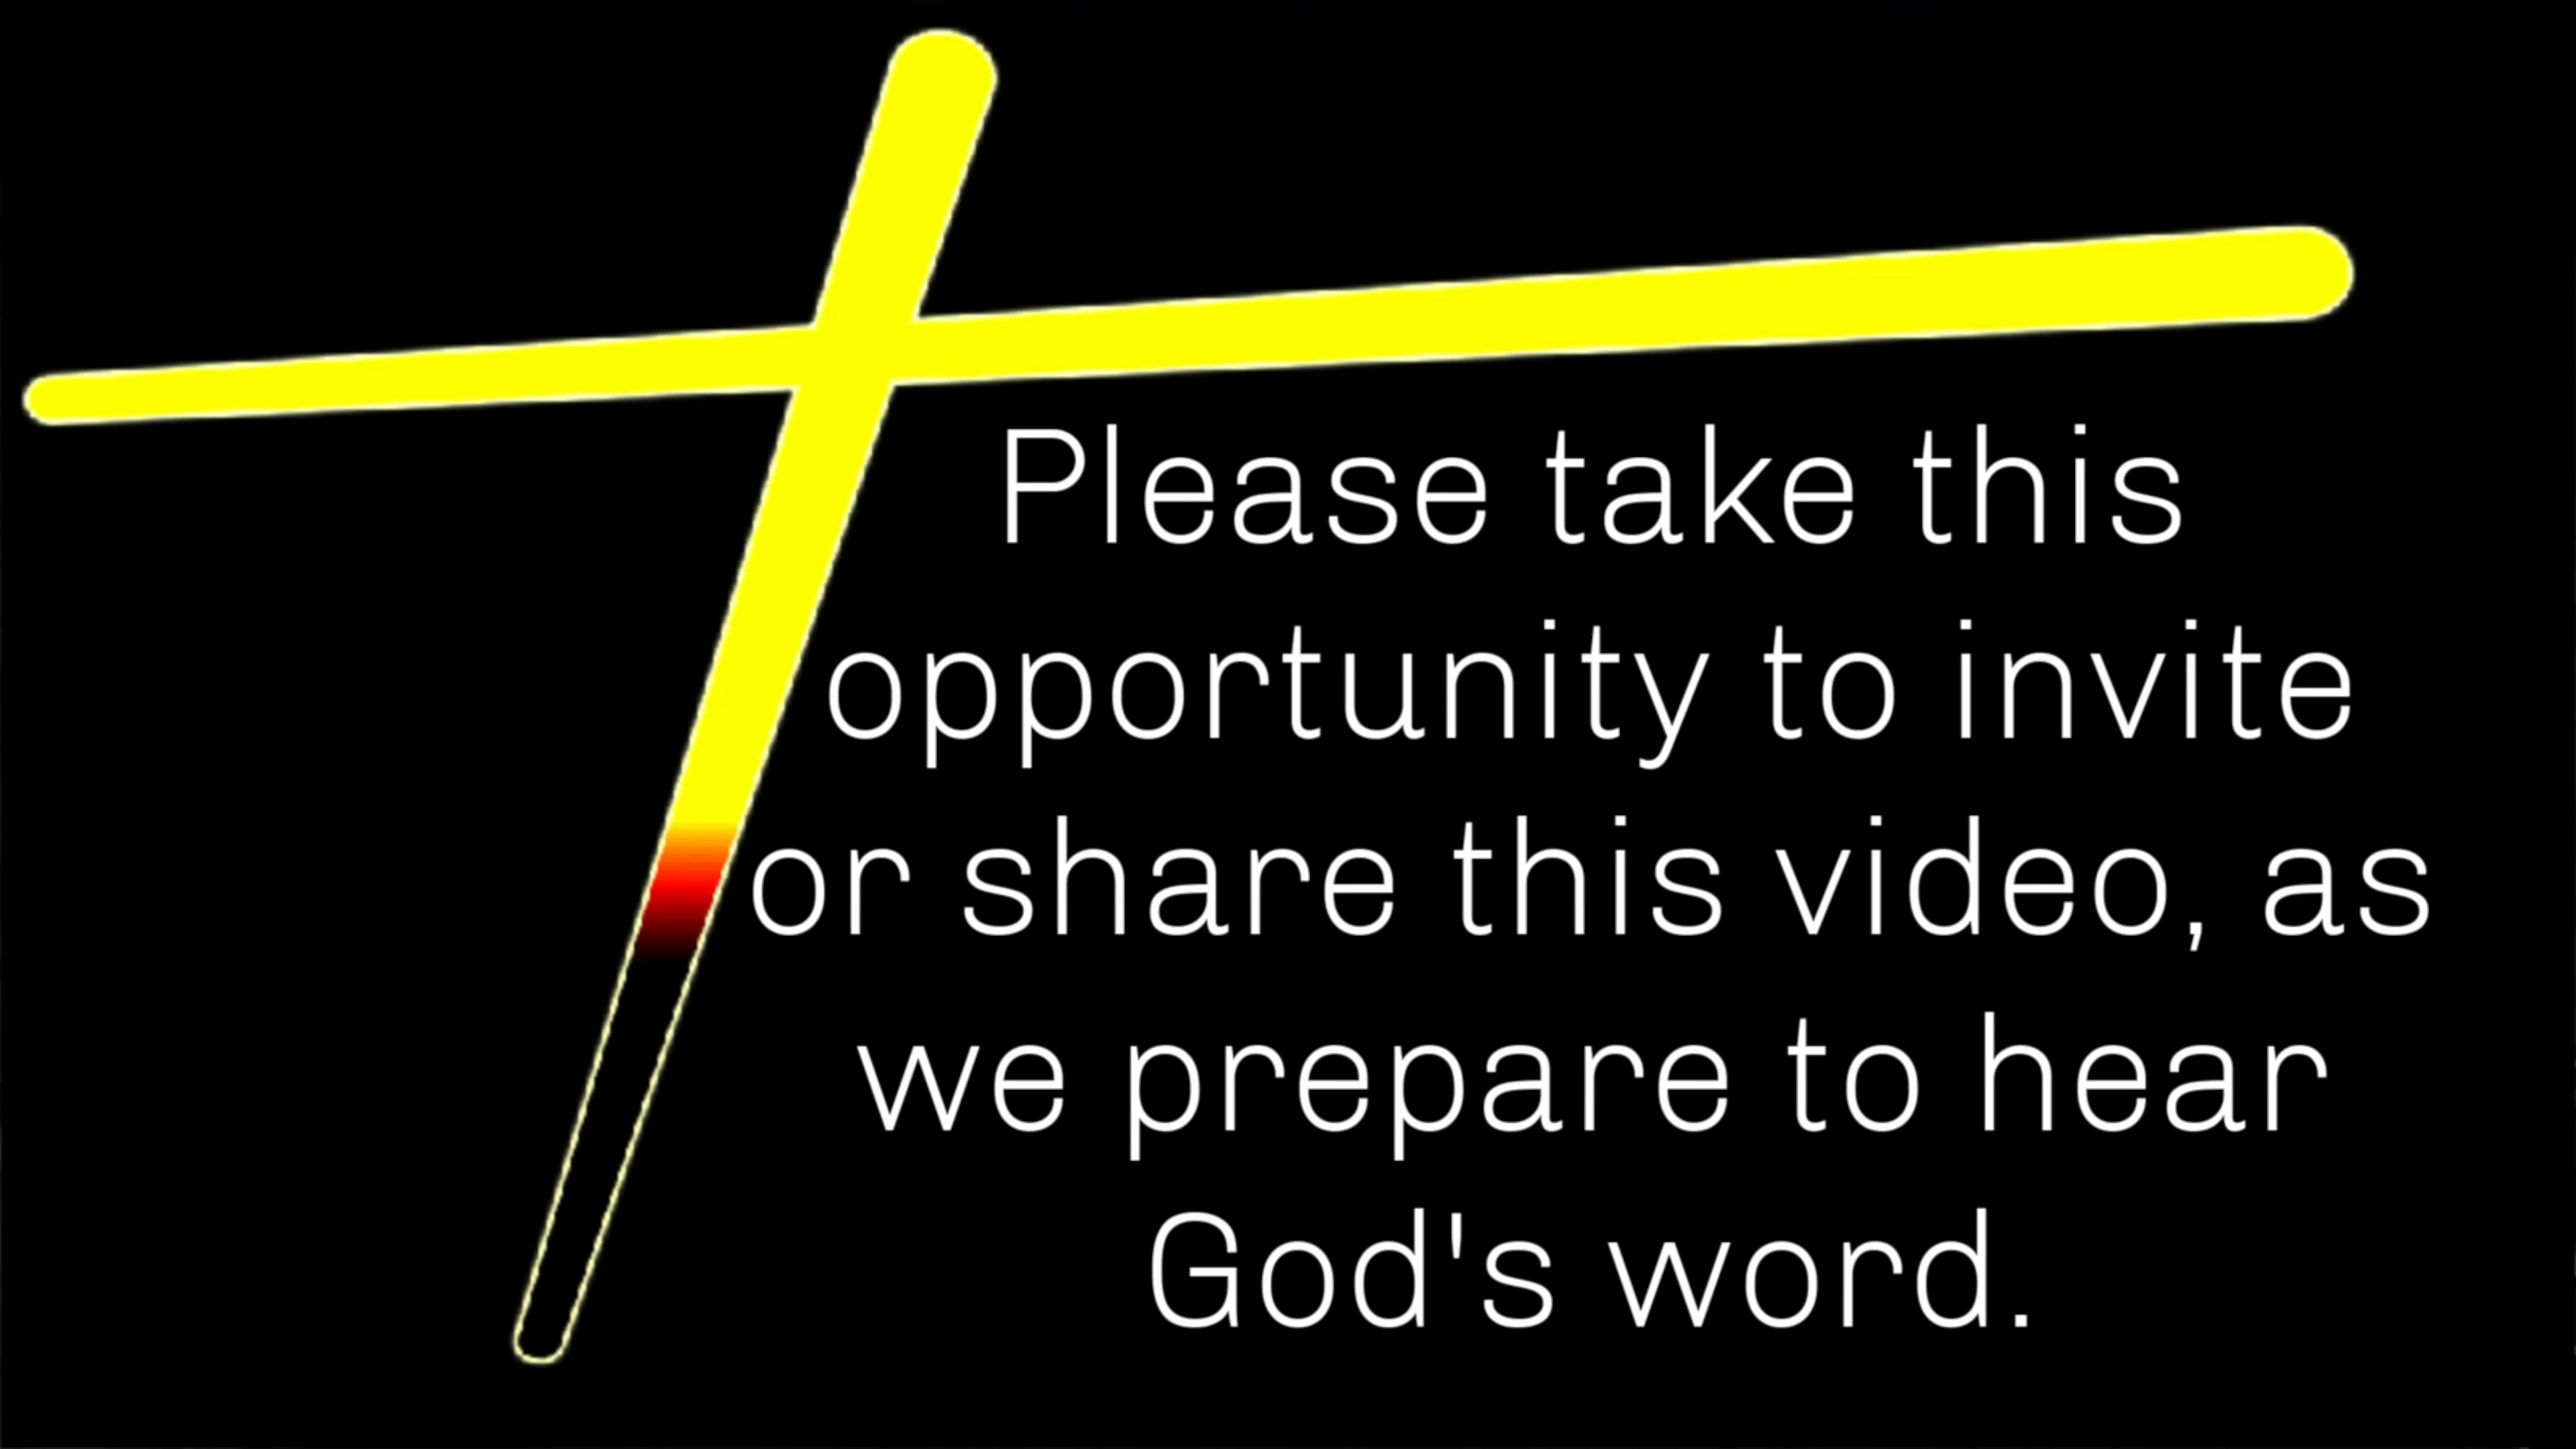 Please take this
opportunity to invite
or share this video, as
we prepare to hear
God's word.